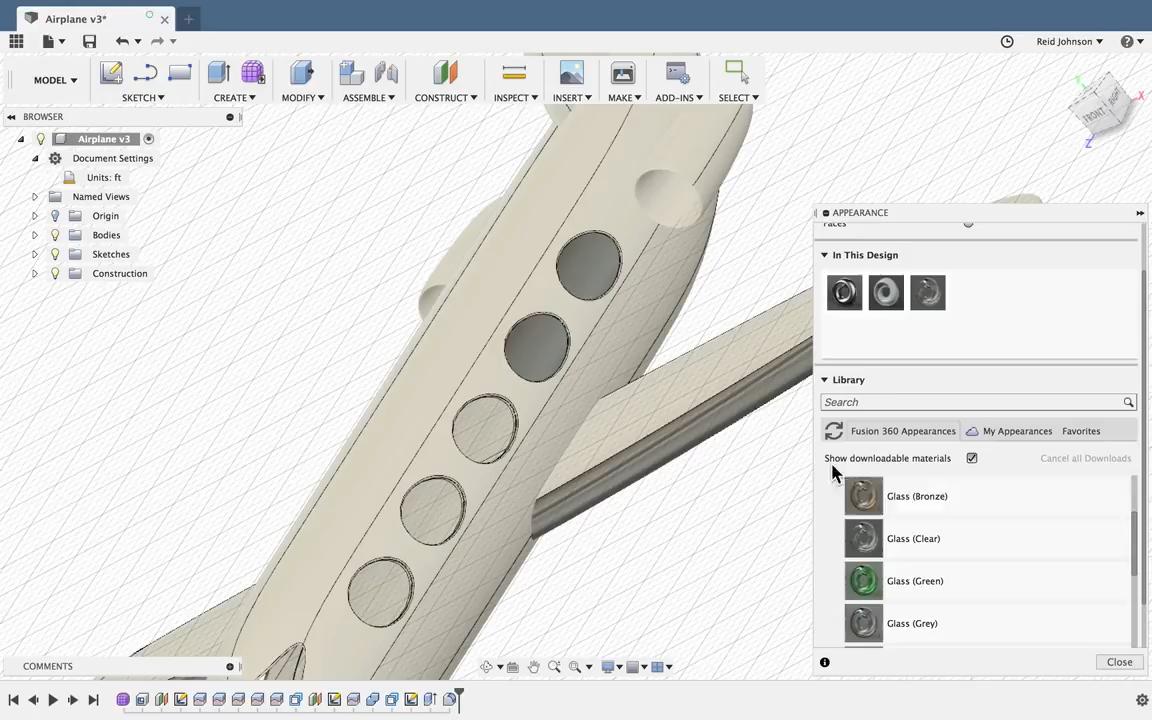 Airplane v3*
Reid Johnson
MODEL
SKETCH
CREATE
MODIFY
ASSEMBLE
CONSTRUCT
INSPECT
INSERT
MAKE
ADD-INS
SELECT
BROWSER
Airplane v3
Document Settings
Units: ft
Named Views
Origin
Bodies
Sketches
Construction
Y
X
FRONT
RIGHT
Z
APPEARANCE
Faces
In This Design
Library
Search
Fusion 360 Appearances
My Appearances
Favorites
Show downloadable materials
Cancel all Downloads
Glass (Bronze)
Glass (Clear)
Glass (Green)
Glass (Grey)
Close
COMMENTS